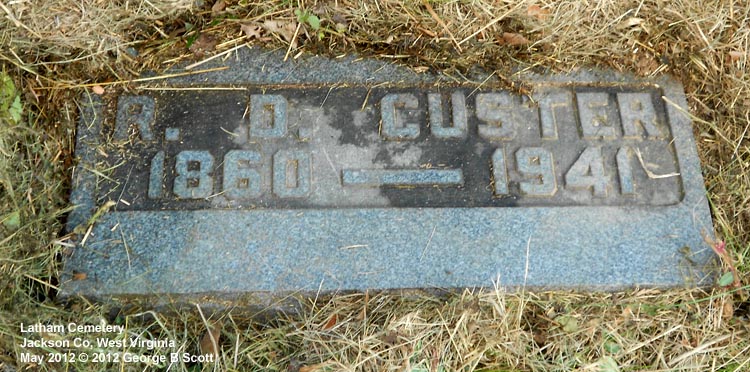 R. D. CUSTER
1860 — 1941
Latham Cemetery
Jackson Co, West Virginia
May 2012 © 2012 George B Scott